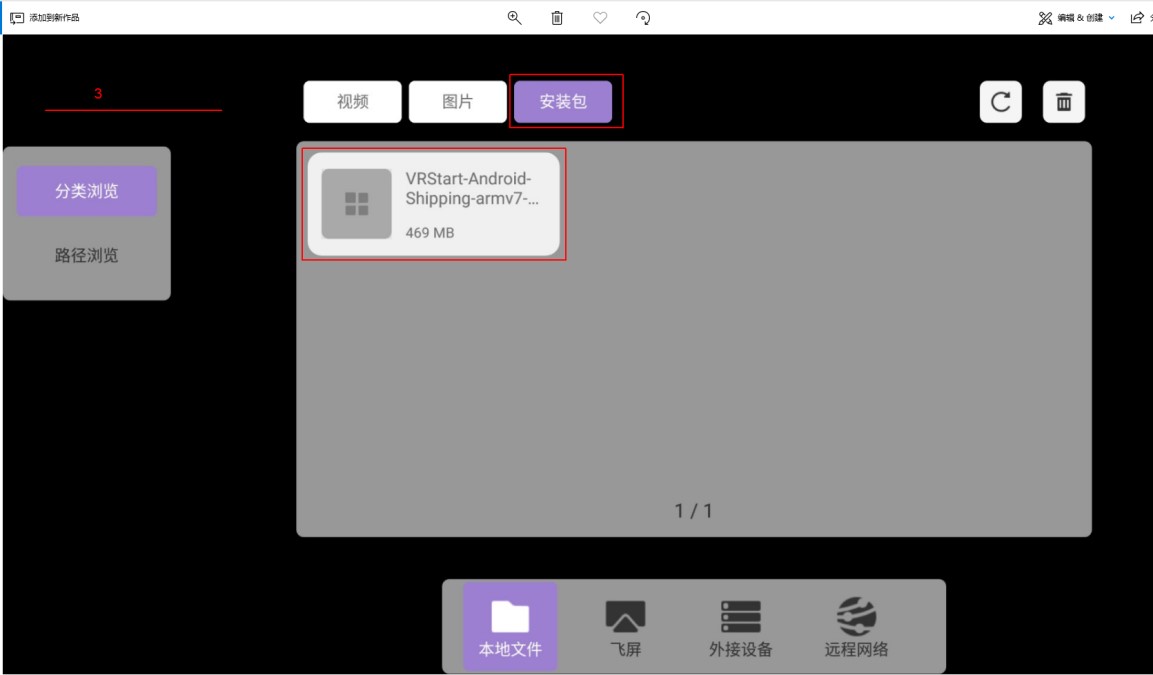 添加到新作品
编辑 & 创建
3
视频 图片 安装包
分类浏览
路径浏览
VRStart-Android-
Shipping-armv7-...
469 MB
1 / 1
本地文件 飞屏 外接设备 远程网络